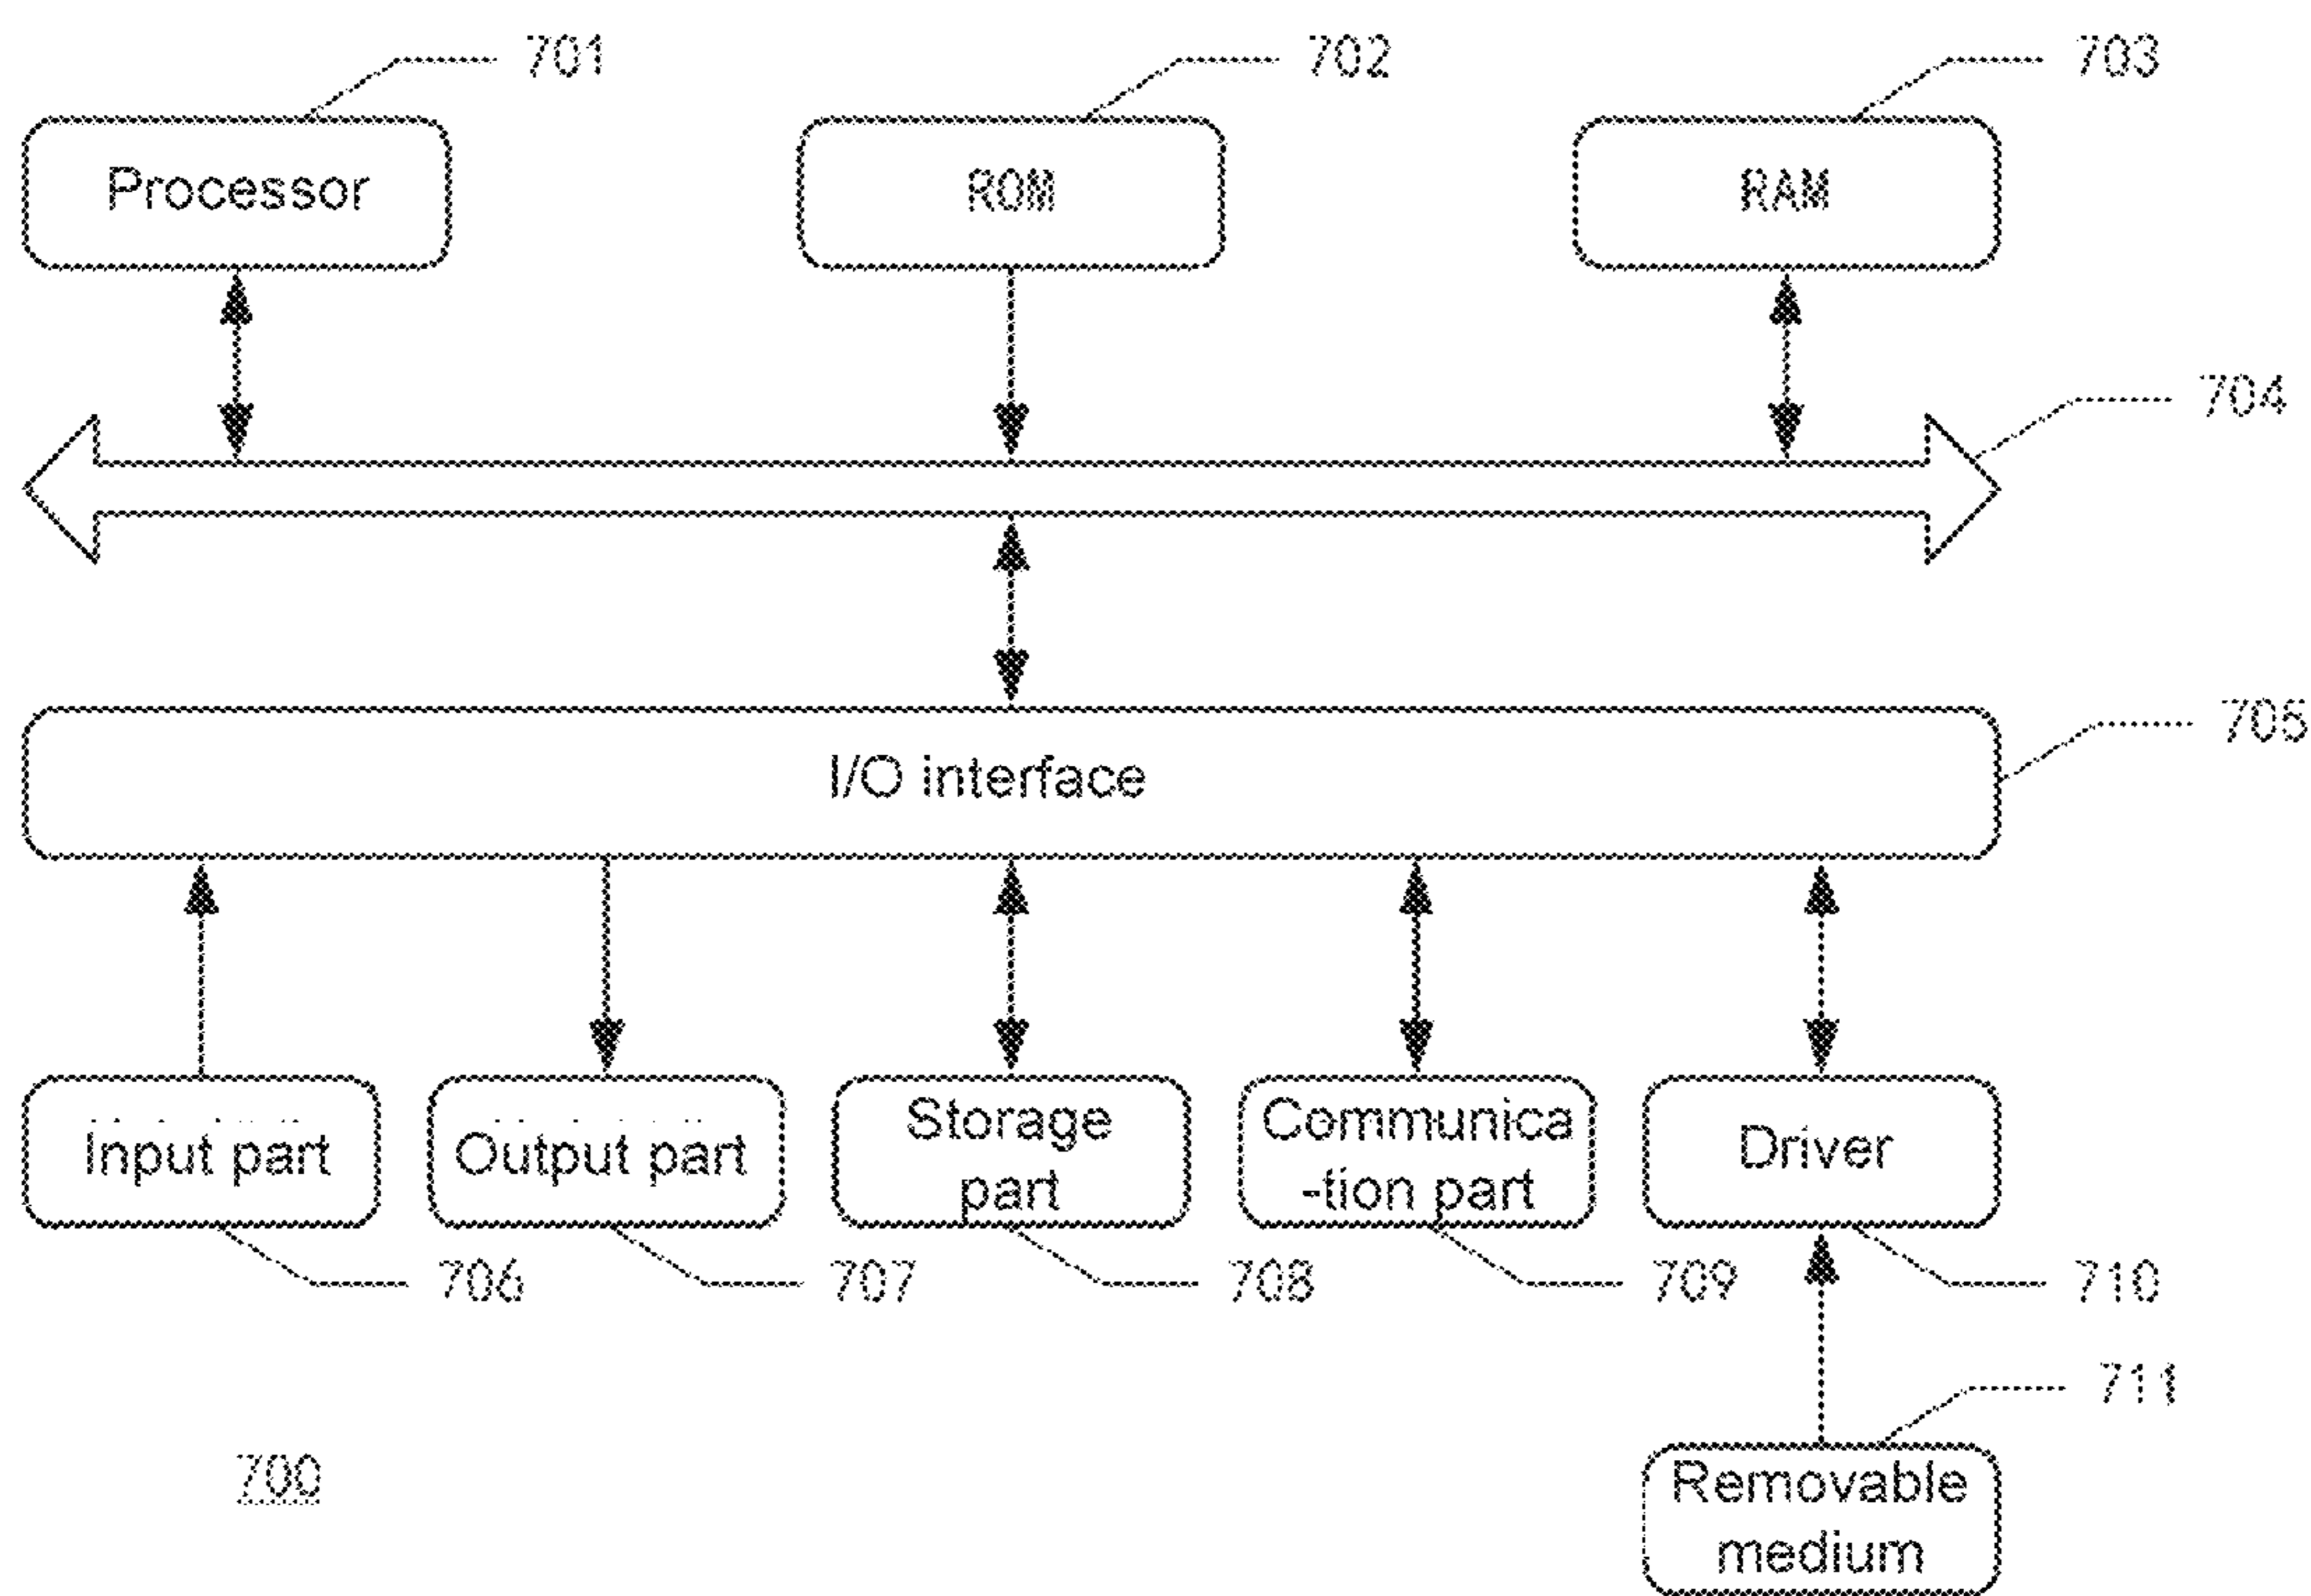 701
702
703
Processor
ROM
RAM
704
705
I/O interface
Input part
Output part
Storage
part
Communica
-tion part
Driver
706
707
708
709
710
711
700
Removable
medium